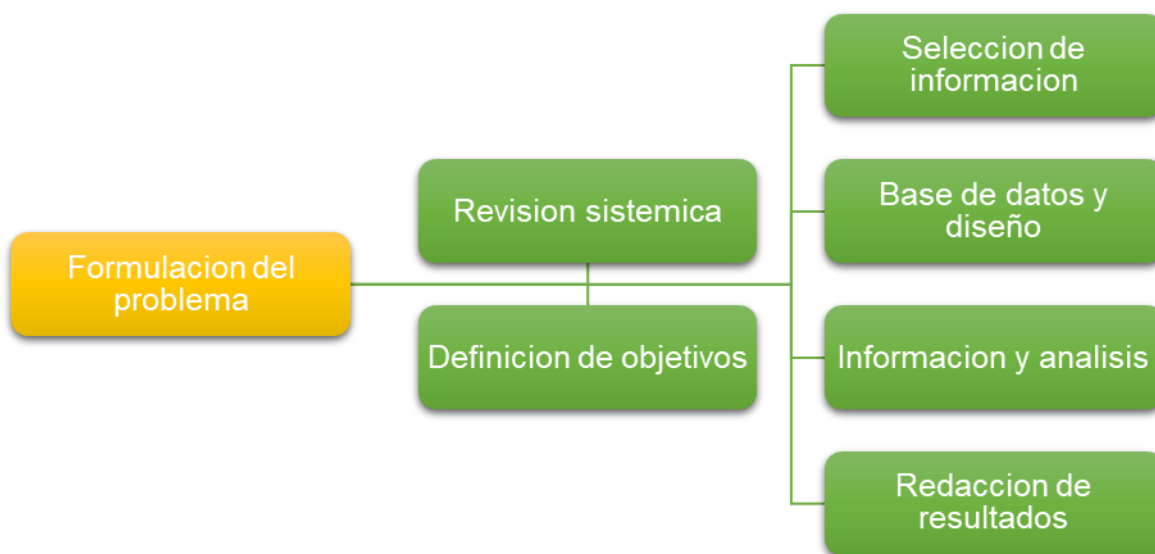 Formulacion del
problema
Revision sistemica
Definicion de objetivos
Seleccion de
informacion
Base de datos y
diseño
Informacion y analisis
Redaccion de
resultados